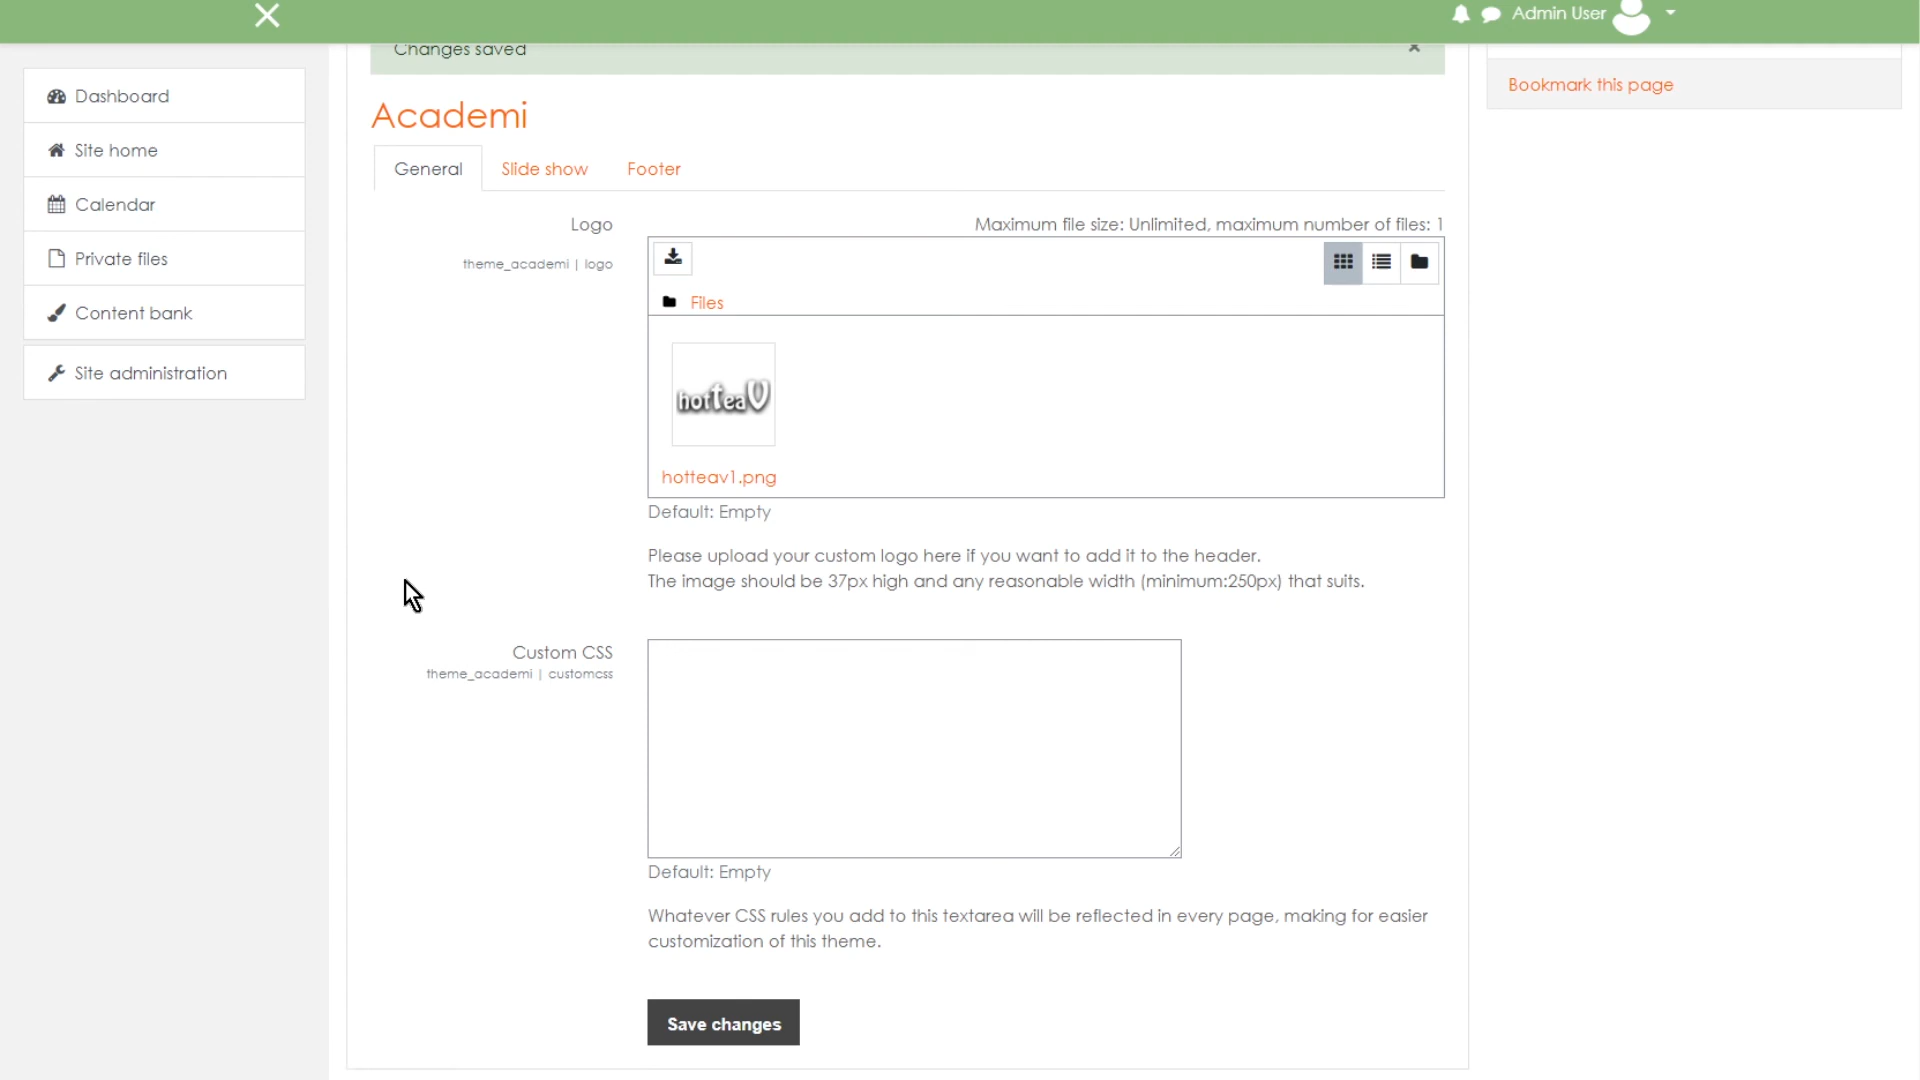 Admin User
Changes saved
×
Dashboard
Site home
Calendar
Private files
Content bank
Site administration
Bookmark this page
Academi
General
Slide show
Footer
Logo
theme_academi | logo
Maximum file size: Unlimited, maximum number of files: 1
Files
hotteaV
hotteav1.png
Default: Empty
Please upload your custom logo here if you want to add it to the header.
The image should be 37px high and any reasonable width (minimum:250px) that suits.
Custom CSS
theme_academi | customcss
Default: Empty
Whatever CSS rules you add to this textarea will be reflected in every page, making for easier
customization of this theme.
Save changes